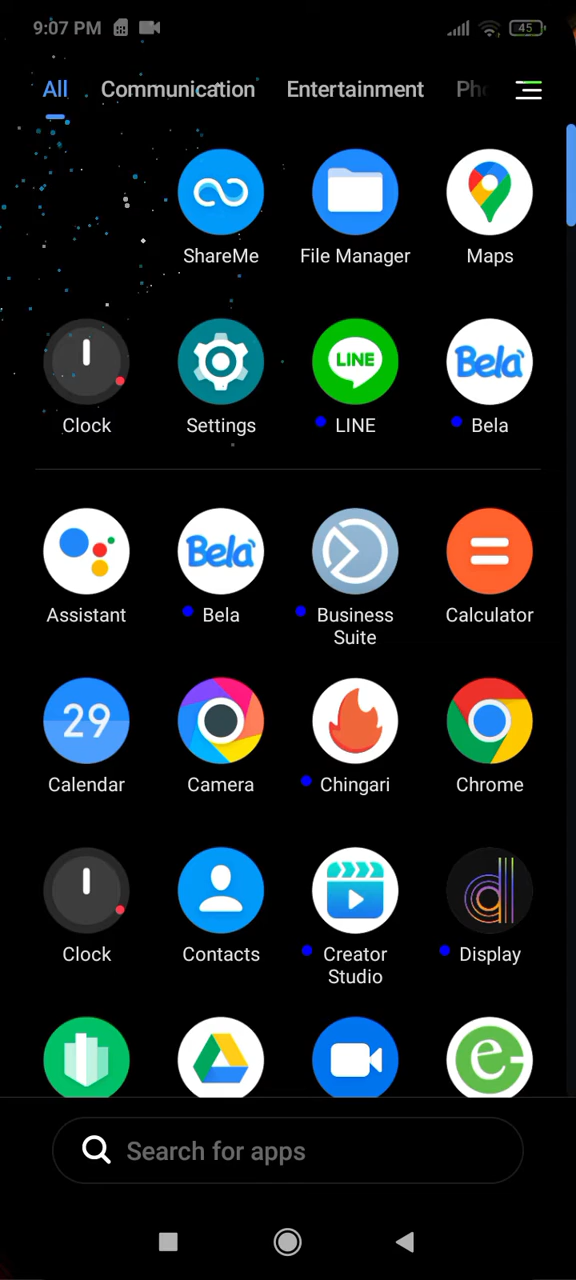 9:07 PM 45
All Communication Entertainment
ShareMe File Manager Maps
LINE Bela
Clock Settings LINE Bela
Bela
Assistant Bela Business Suite Calculator
29
Calendar Camera Chingari Chrome
d
Clock Contacts Creator Studio Display
e
Search for apps